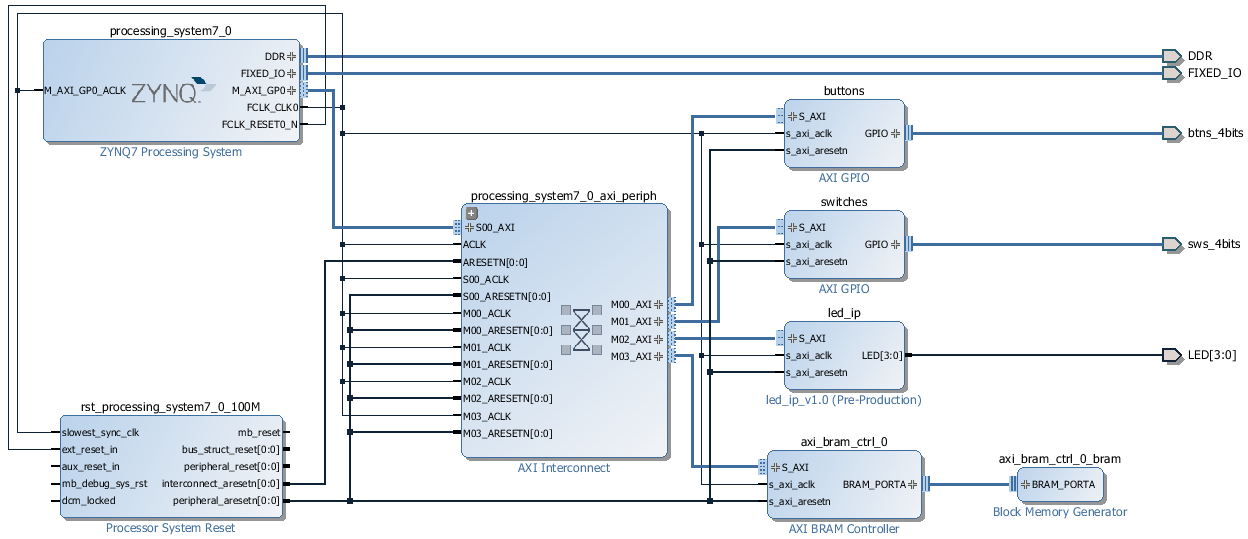 processing_system7_0
DDR
FIXED_IO
M_AXI_GP0_ACLK
ZYNQ
M_AXI_GP0
FCLK_CLK0
FCLK_RESET0_N
ZYNQ7 Processing System
DDR
FIXED_IO
buttons
S_AXI
s_axi_aclk
GPIO
s_axi_aresetn
AXI GPIO
btns_4bits
processing_system7_0_axi_periph
S00_AXI
ACLK
ARESETN[0:0]
S00_ACLK
S00_ARESETN[0:0]
M00_ACLK
M00_ARESETN[0:0]
M01_ACLK
M01_ARESETN[0:0]
M02_ACLK
M02_ARESETN[0:0]
M03_ACLK
M03_ARESETN[0:0]
M00_AXI
M01_AXI
M02_AXI
M03_AXI
AXI Interconnect
switches
S_AXI
s_axi_aclk
GPIO
s_axi_aresetn
AXI GPIO
sws_4bits
led_ip
S_AXI
s_axi_aclk
LED[3:0]
s_axi_aresetn
led_ip_v1.0 (Pre-Production)
LED[3:0]
rst_processing_system7_0_100M
slowest_sync_clk
ext_reset_in
aux_reset_in
mb_debug_sys_rst
dcm_locked
mb_reset
bus_struct_reset[0:0]
peripheral_reset[0:0]
interconnect_aresetn[0:0]
peripheral_aresetn[0:0]
Processor System Reset
axi_bram_ctrl_0
S_AXI
s_axi_aclk
BRAM_PORTA
s_axi_aresetn
AXI BRAM Controller
axi_bram_ctrl_0_bram
BRAM_PORTA
Block Memory Generator